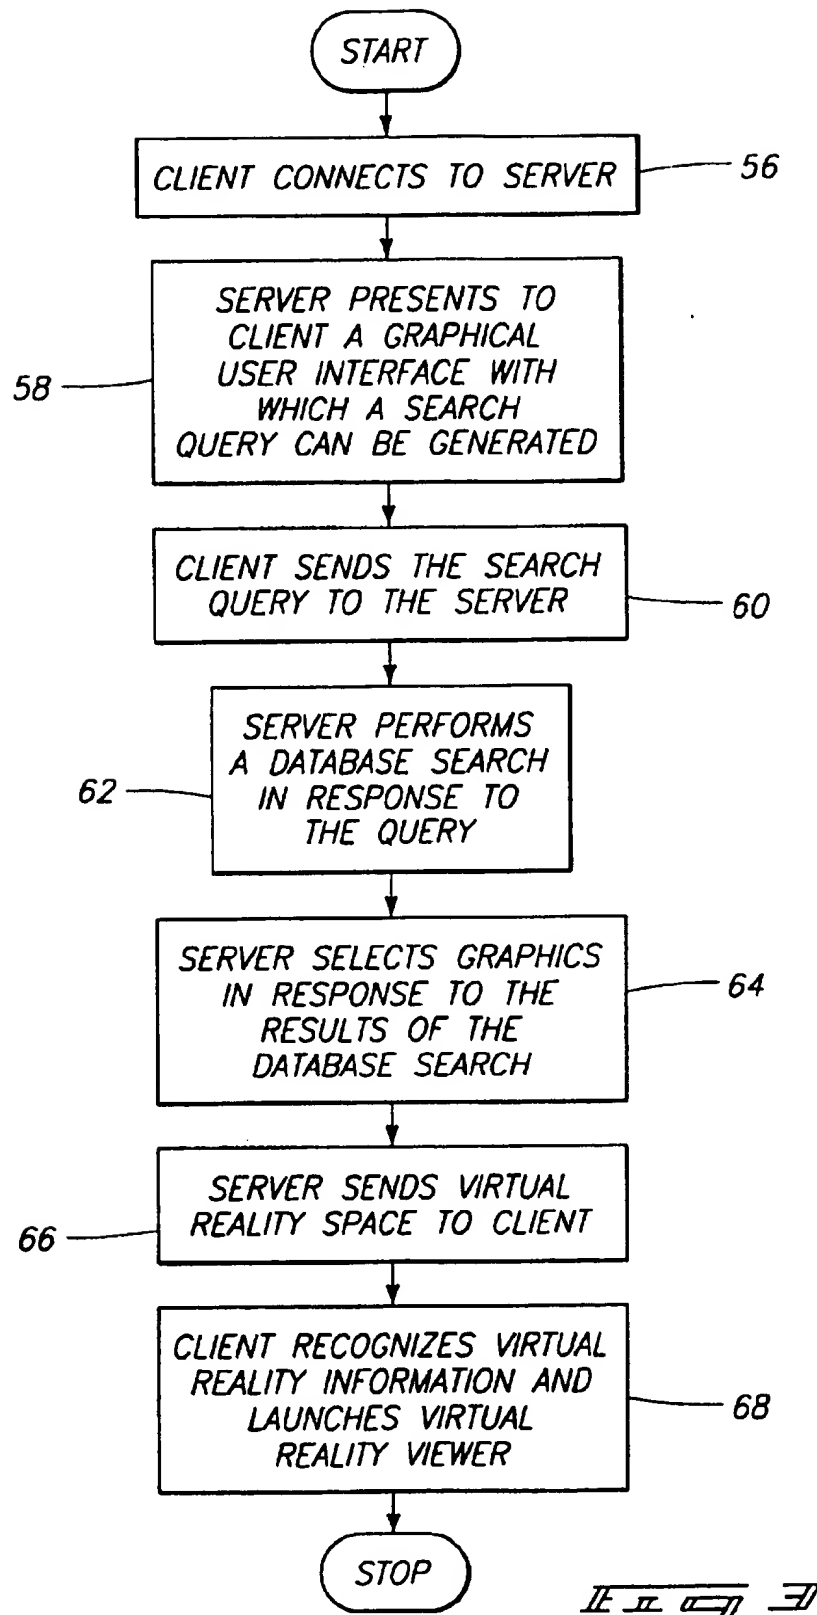 START
CLIENT CONNECTS TO SERVER
56
SERVER PRESENTS TO
CLIENT A GRAPHICAL
USER INTERFACE WITH
WHICH A SEARCH
QUERY CAN BE GENERATED
58
CLIENT SENDS THE SEARCH
QUERY TO THE SERVER
60
SERVER PERFORMS
A DATABASE SEARCH
IN RESPONSE TO
THE QUERY
62
SERVER SELECTS GRAPHICS
IN RESPONSE TO THE
RESULTS OF THE
DATABASE SEARCH
64
SERVER SENDS VIRTUAL
REALITY SPACE TO CLIENT
66
CLIENT RECOGNIZES VIRTUAL
REALITY INFORMATION AND
LAUNCHES VIRTUAL
REALITY VIEWER
68
STOP
FIG 3